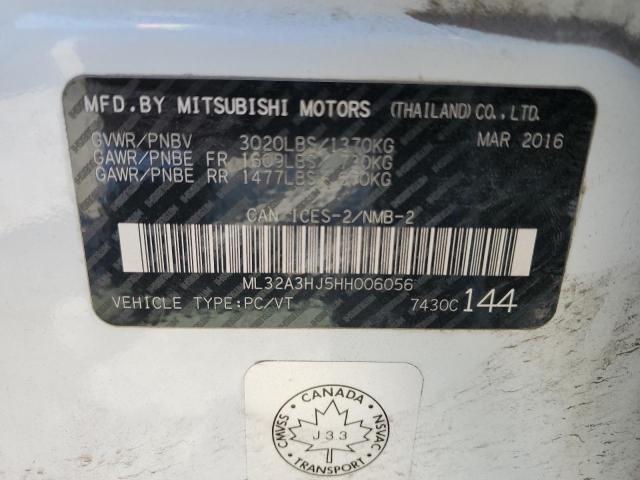 MFD.BY MITSUBISHI MOTORS (THAILAND)CO.,LTD.
GVWR/PNBV 3020LBS/1370KG MAR 2016
GAWR/PNBE FR 1609LBS 730KG
GAWR/PNBE RR 1477LBS 670KG
CAN ICES-2/NMB-2
ML32A3HJ5HH006056
VEHICLE TYPE:PC/VT 7430C 144
CANADA
CMVSS J33 NSVAC
TRANSPORT